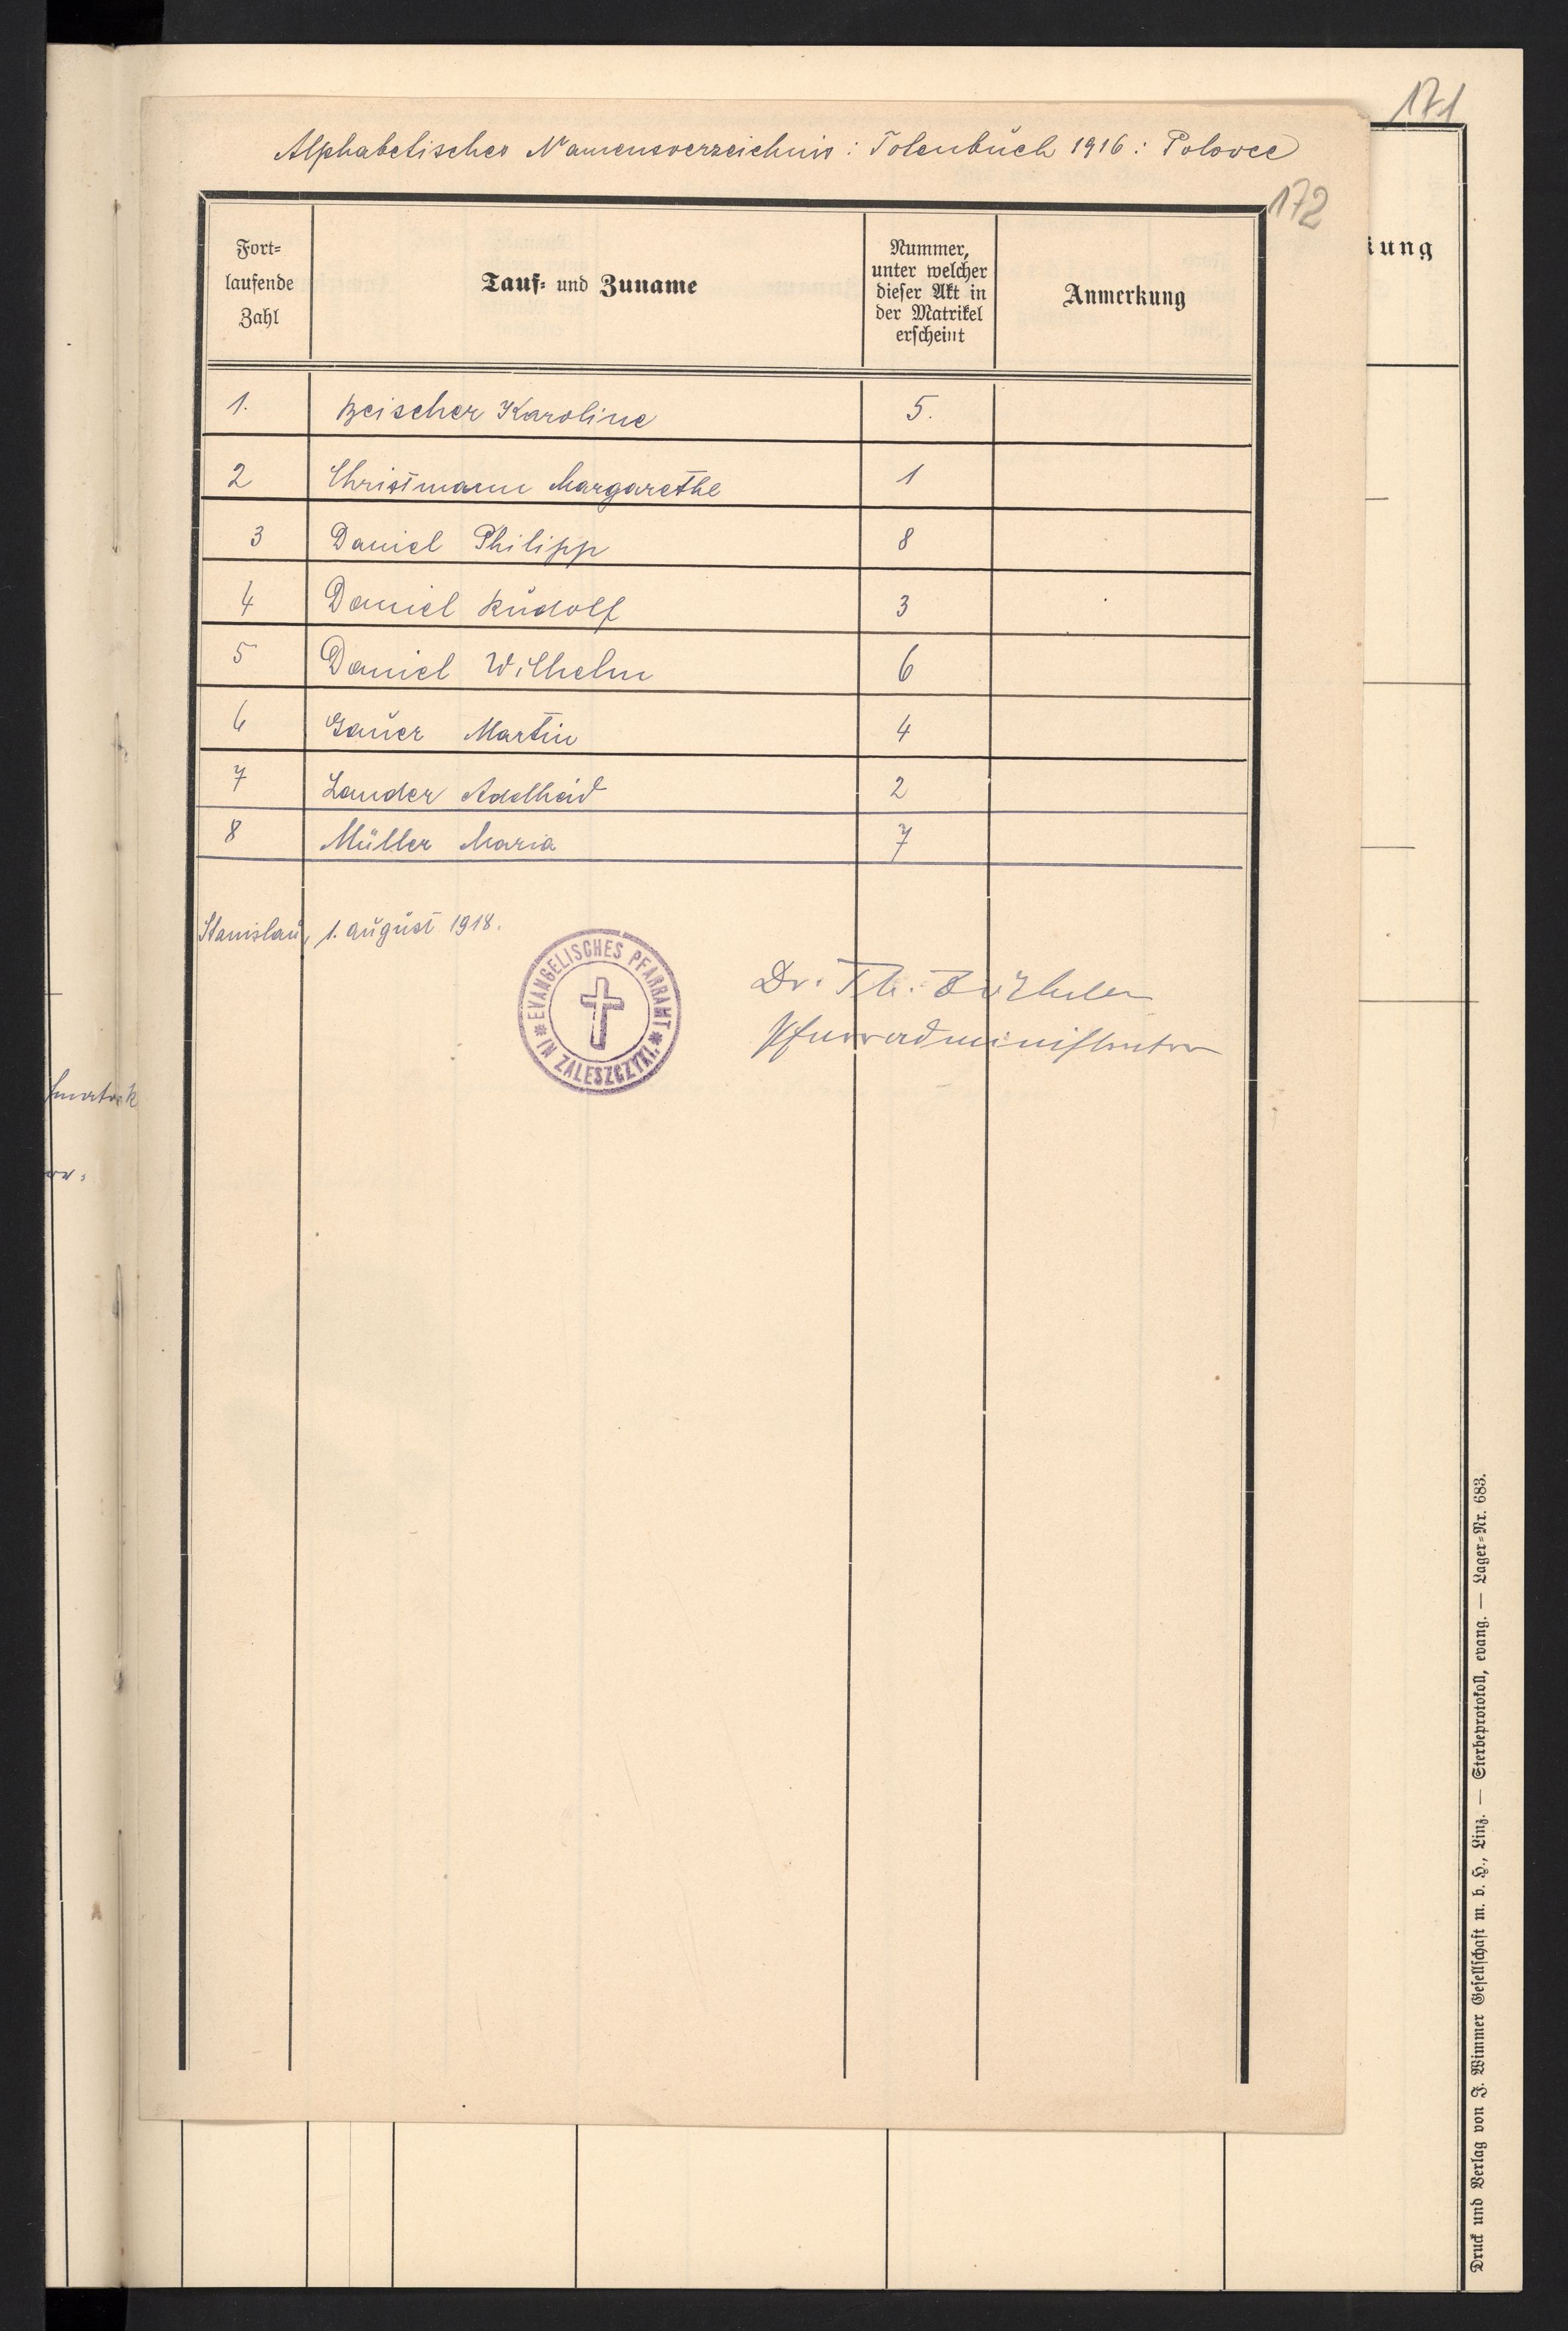 171
Alphabetisches Namensverzeichnis: Totenbuch 1916: Polovce
172
Fort-
laufende
Zahl
Tauf- und Zuname
Nummer,
unter welcher
dieser Akt in
der Matrikel
erscheint
Anmerkung
kung
1. Beischer Karoline 5.
2 Christmann Margarethe 1
3 Daniel Philipp 8
4 Daniel Rudolf 3
5 Daniel Wilhelm 6
6 Gauer Martin 4
7 Lander Adelheid 2
8 Müller Maria 7
Stanislau, 1. August 1918.
EVANGELISCHES PFARRAMT
IN ZALESZCZYKI.
Dr. Th.
Pfarradministrator
Druck und Verlag von J. Wimmer Gesellschaft m. b. H., Linz. — Sterbeprotokoll, evang. — Lager-Nr. 683.